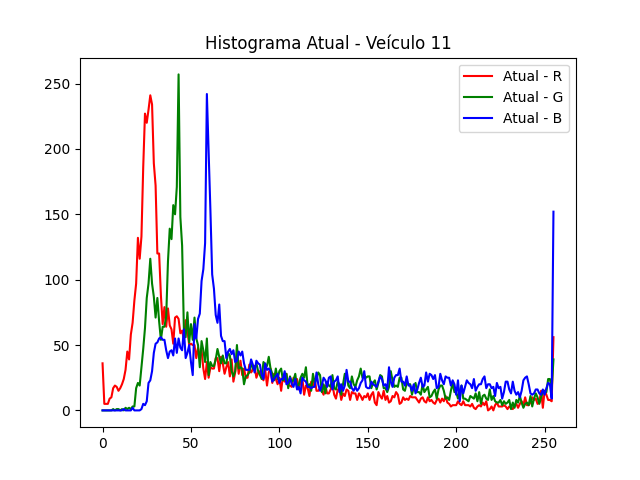 Histograma Atual - Veículo 11
Atual - R
Atual - G
Atual - B
250
200
150
100
50
0
0 50 100 150 200 250